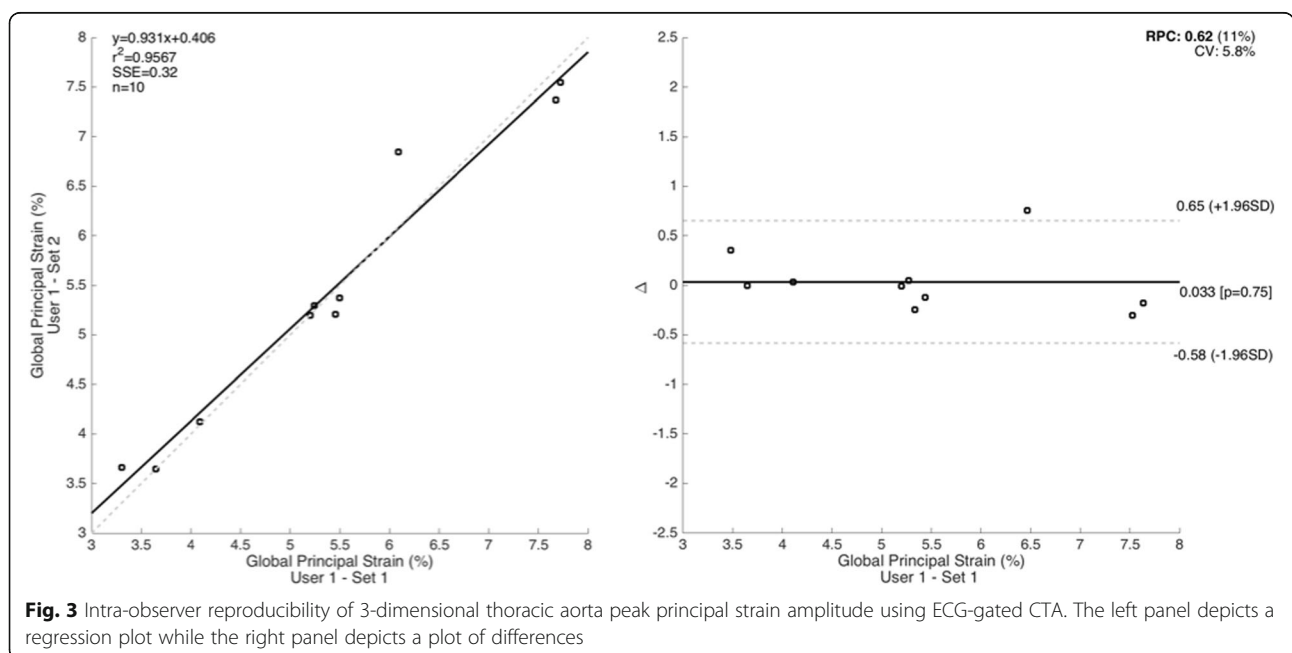 y=0.931x+0.406
r²=0.9567
SSE=0.32
n=10
8
7.5
7
6.5
6
5.5
5
4.5
4
3.5
3
Global Principal Strain (%)
User 1 - Set 2
3 3.5 4 4.5 5 5.5 6 6.5 7 7.5 8
Global Principal Strain (%)
User 1 - Set 1
RPC: 0.62 (11%)
CV: 5.8%
2.5
2
1.5
1
0.5
0
-0.5
-1
-1.5
-2
-2.5
Δ
0.65 (+1.96SD)
0.033 [p=0.75]
-0.58 (-1.96SD)
3 3.5 4 4.5 5 5.5 6 6.5 7 7.5 8
Global Principal Strain (%)
User 1 - Set 1
Fig. 3 Intra-observer reproducibility of 3-dimensional thoracic aorta peak principal strain amplitude using ECG-gated CTA. The left panel depicts a
regression plot while the right panel depicts a plot of differences